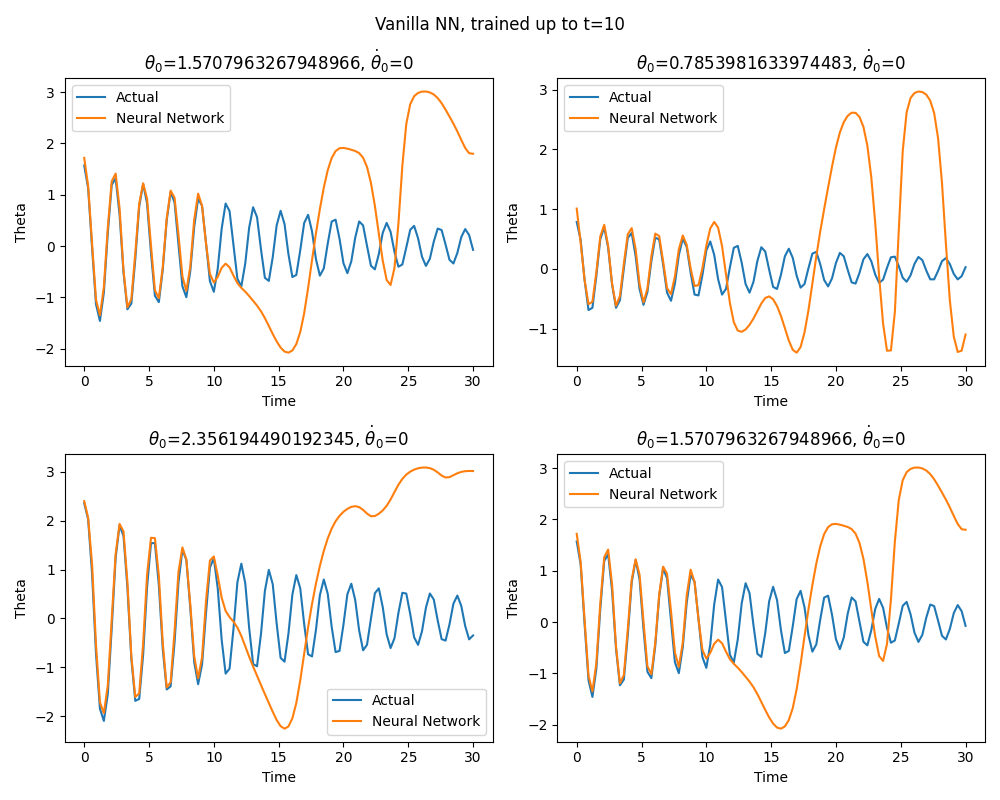 Vanilla NN, trained up to t=10
θ₀=1.5707963267948966, θ̇₀=0
Actual
Neural Network
Theta
3
2
1
0
−1
−2
0 5 10 15 20 25 30
Time
θ₀=0.7853981633974483, θ̇₀=0
Actual
Neural Network
Theta
3
2
1
0
−1
0 5 10 15 20 25 30
Time
θ₀=2.356194490192345, θ̇₀=0
Theta
3
2
1
0
−1
−2
Actual
Neural Network
0 5 10 15 20 25 30
Time
θ₀=1.5707963267948966, θ̇₀=0
Actual
Neural Network
Theta
3
2
1
0
−1
−2
0 5 10 15 20 25 30
Time